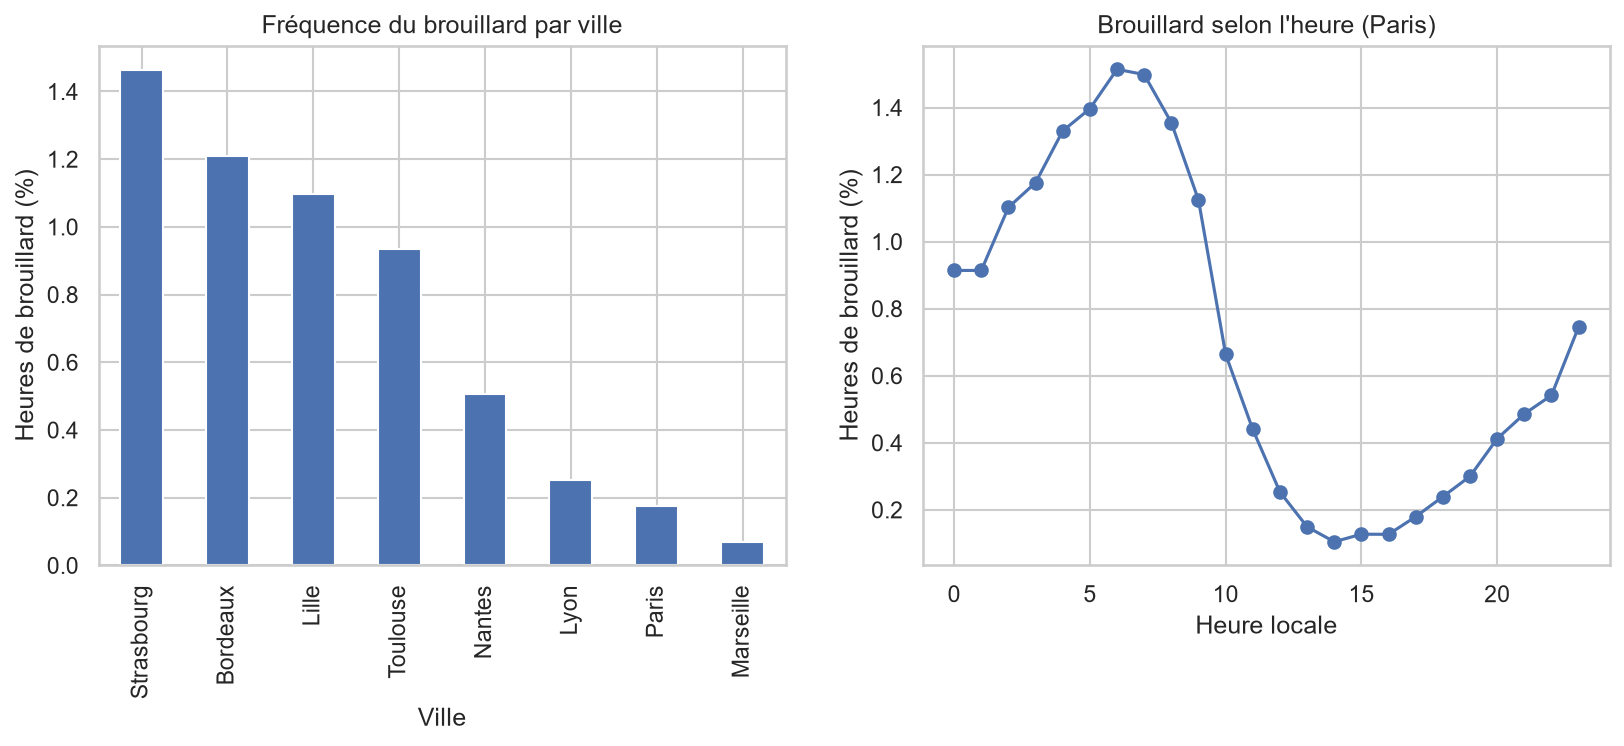 Fréquence du brouillard par ville
Heures de brouillard (%)
1.4
1.2
1.0
0.8
0.6
0.4
0.2
0.0
Strasbourg
Bordeaux
Lille
Toulouse
Nantes
Lyon
Paris
Marseille
Ville
Brouillard selon l'heure (Paris)
Heures de brouillard (%)
1.4
1.2
1.0
0.8
0.6
0.4
0.2
0 5 10 15 20
Heure locale